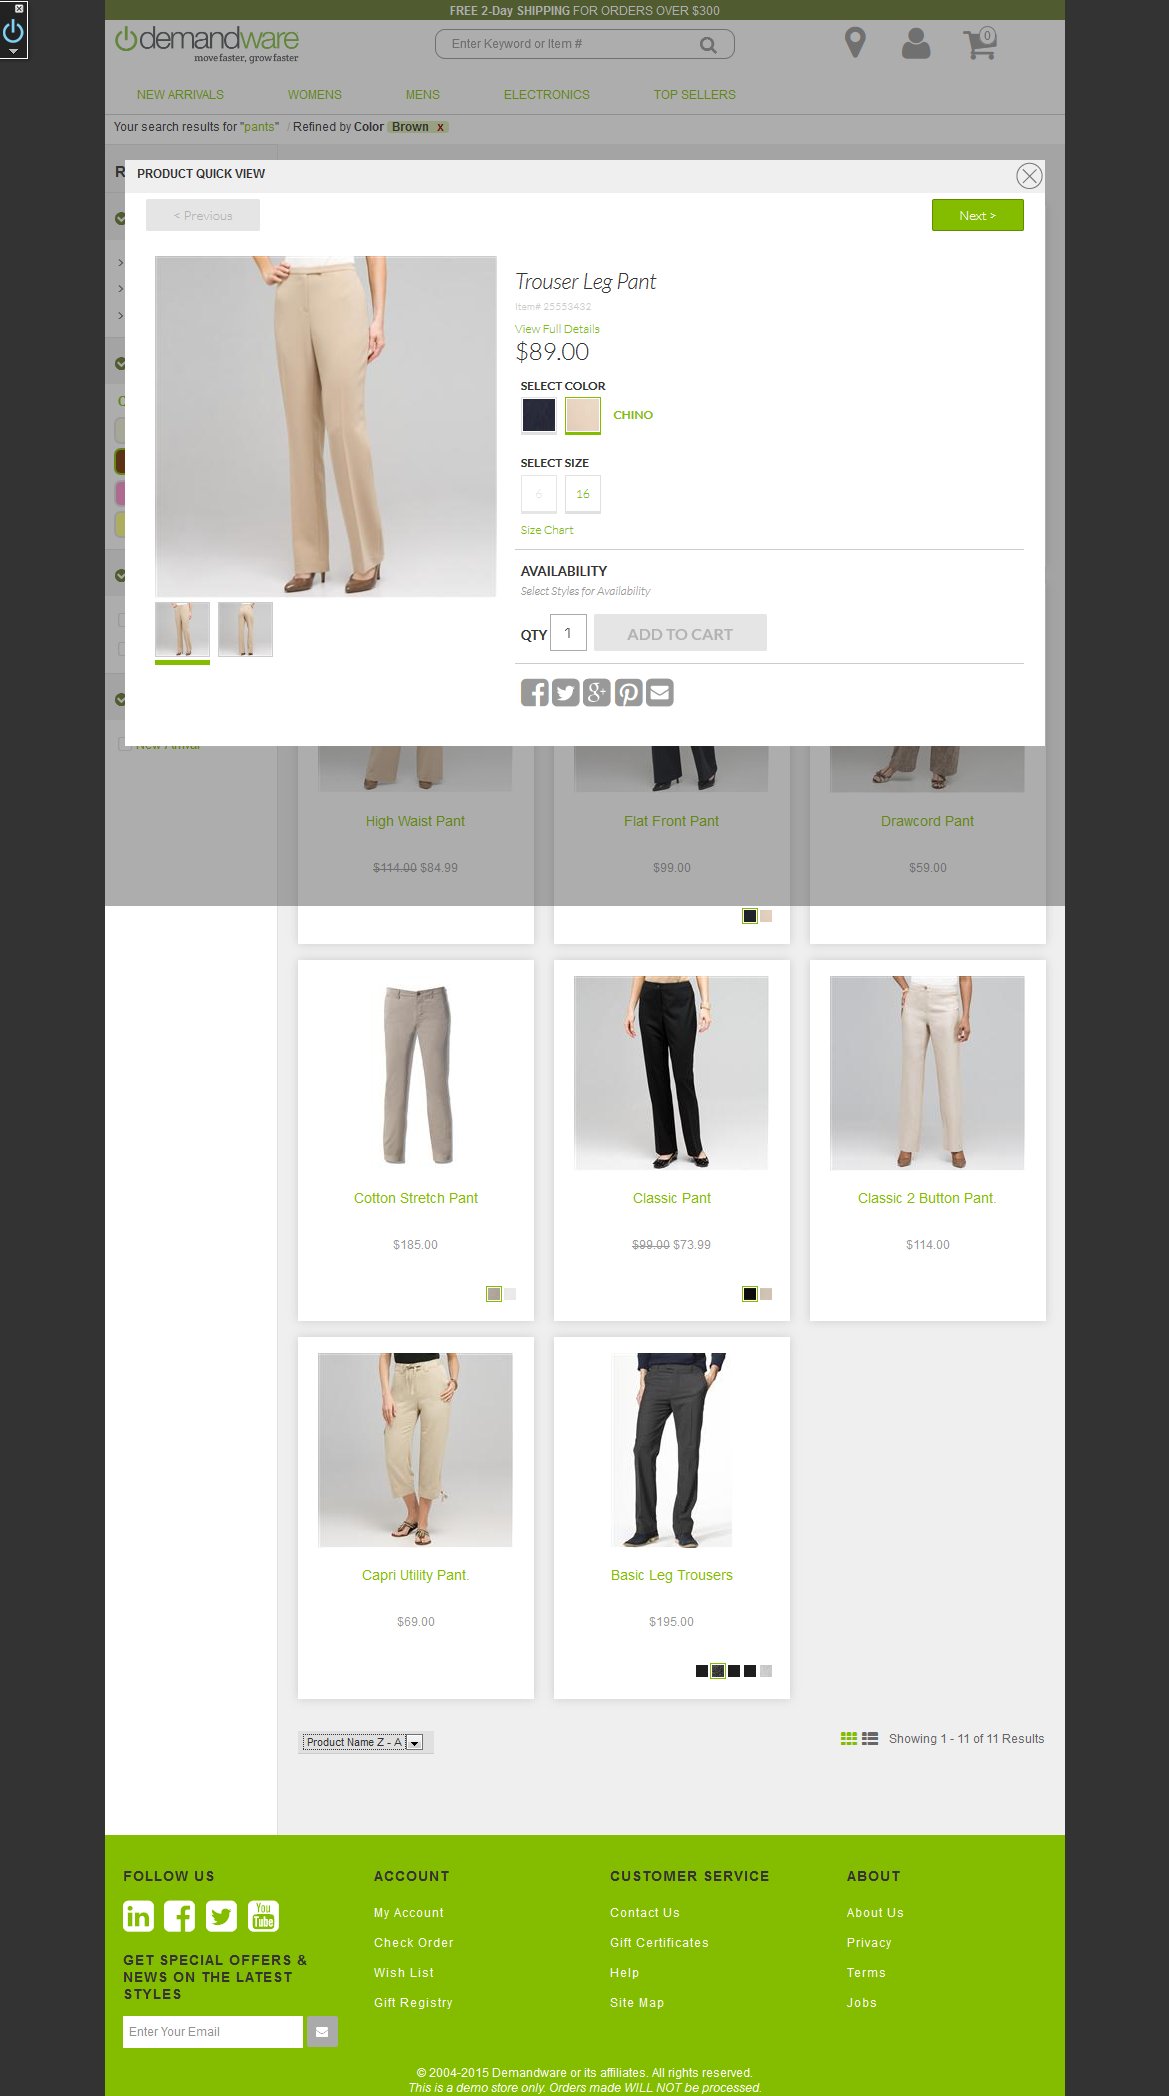 FREE 2-Day SHIPPING FOR ORDERS OVER $300
demandware
move faster, grow faster
Enter Keyword or Item #
0
NEW ARRIVALS WOMENS MENS ELECTRONICS TOP SELLERS
Your search results for "pants" / Refined by Color Brown x
R
PRODUCT QUICK VIEW
< Previous
Next >
Trouser Leg Pant
Item# 25553432
View Full Details
$89.00
SELECT COLOR
CHINO
SELECT SIZE
6 16
Size Chart
AVAILABILITY
Select Styles for Availability
QTY 1 ADD TO CART
New Arrival
High Waist Pant
$114.00 $84.99
Flat Front Pant
$99.00
Drawcord Pant
$59.00
Cotton Stretch Pant
$185.00
Classic Pant
$99.00 $73.99
Classic 2 Button Pant.
$114.00
Capri Utility Pant.
$69.00
Basic Leg Trousers
$195.00
Product Name Z - A
Showing 1 - 11 of 11 Results
FOLLOW US
in
You
Tube
GET SPECIAL OFFERS &
NEWS ON THE LATEST
STYLES
Enter Your Email
ACCOUNT
My Account
Check Order
Wish List
Gift Registry
CUSTOMER SERVICE
Contact Us
Gift Certificates
Help
Site Map
ABOUT
About Us
Privacy
Terms
Jobs
© 2004-2015 Demandware or its affiliates. All rights reserved.
This is a demo store only. Orders made WILL NOT be processed.